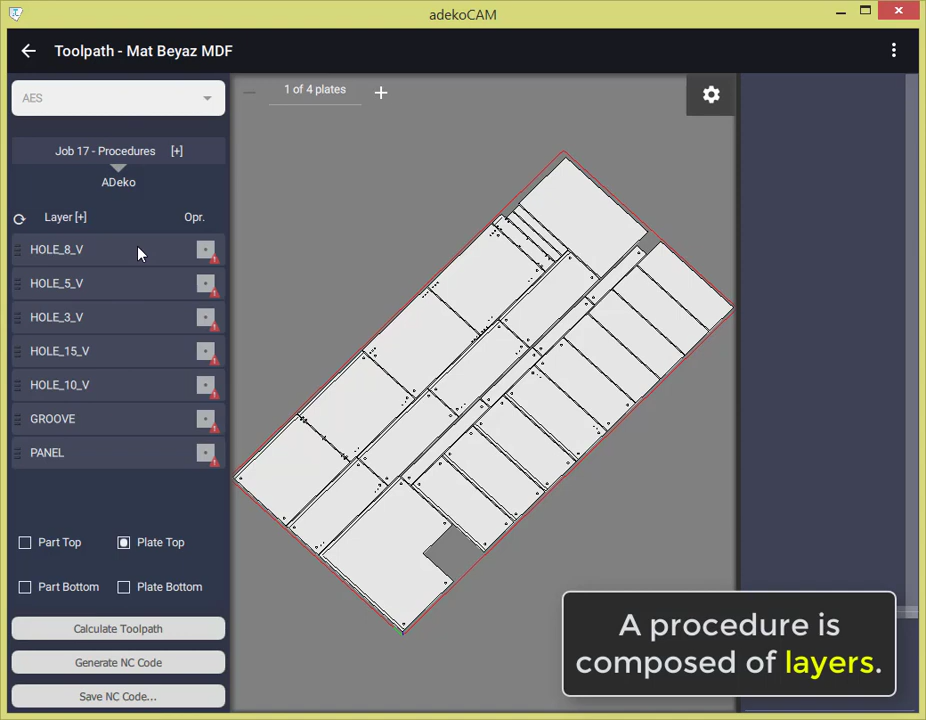 adekoCAM
Toolpath - Mat Beyaz MDF
AES
1 of 4 plates
Job 17 - Procedures [+]
ADeko
Layer [+] Opr.
HOLE_8_V
HOLE_5_V
HOLE_3_V
HOLE_15_V
HOLE_10_V
GROOVE
PANEL
Part Top Plate Top
Part Bottom Plate Bottom
Calculate Toolpath
Generate NC Code
Save NC Code...
A procedure is
composed of layers.